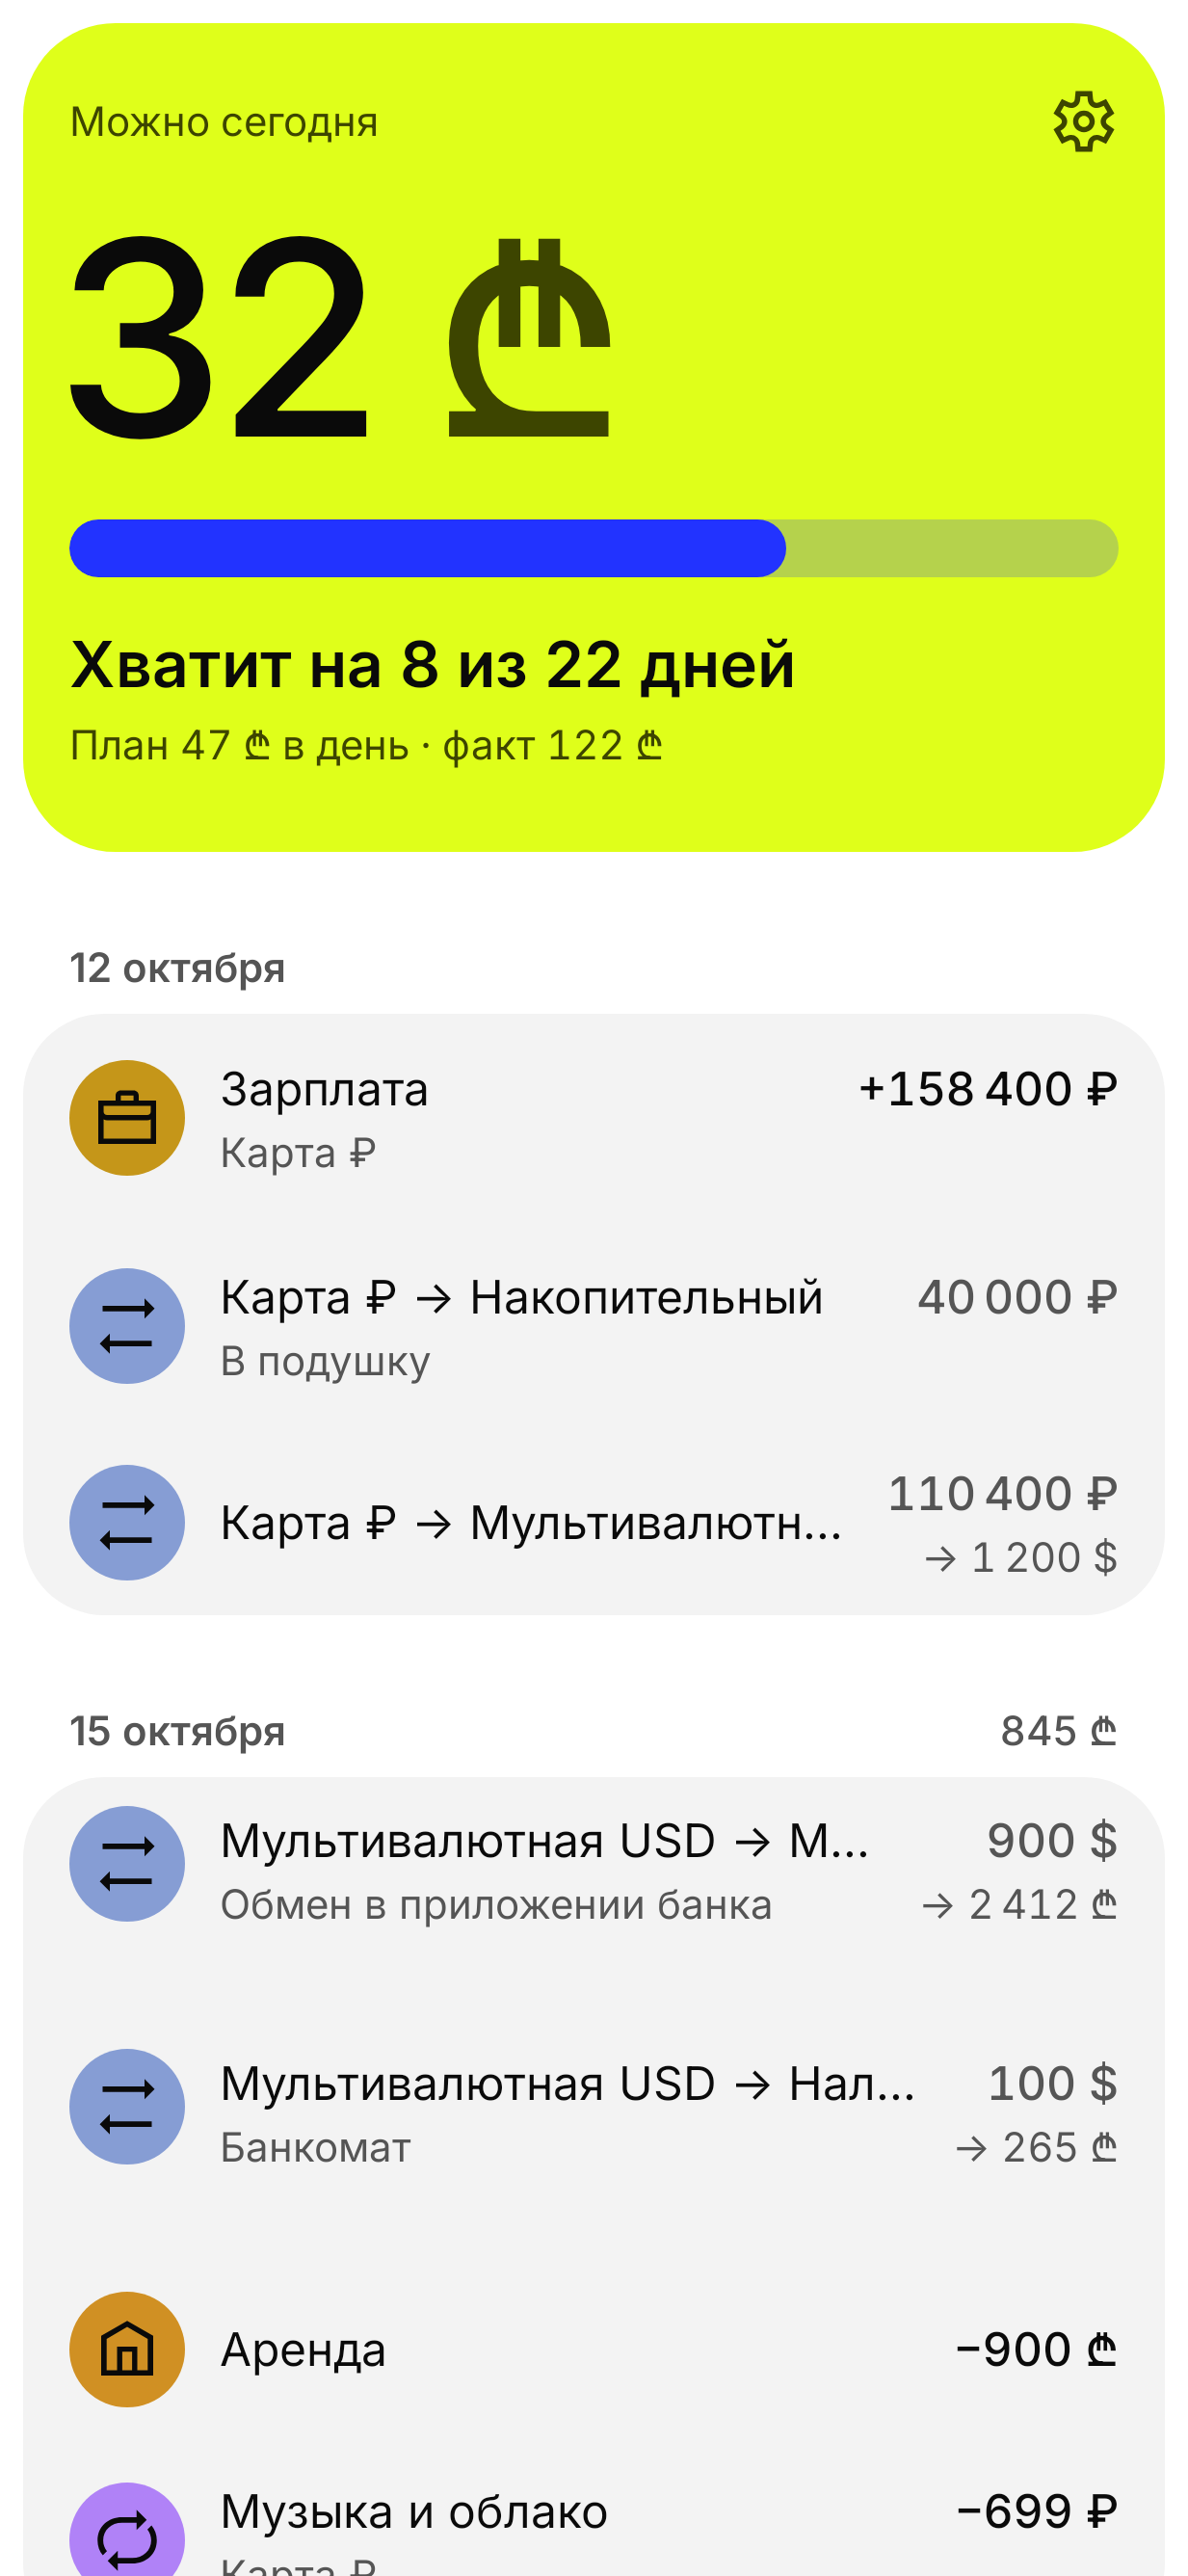 Можно сегодня
32 ₾
Хватит на 8 из 22 дней
План 47 ₾ в день · факт 122 ₾
12 октября
Зарплата +158 400 ₽
Карта ₽
Карта ₽ → Накопительный 40 000 ₽
В подушку
Карта ₽ → Мультивалютн... 110 400 ₽
→ 1 200 $
15 октября 845 ₾
Мультивалютная USD → М... 900 $
Обмен в приложении банка → 2 412 ₾
Мультивалютная USD → Нал... 100 $
Банкомат → 265 ₾
Аренда −900 ₾
Музыка и облако −699 ₽
Карта ₽